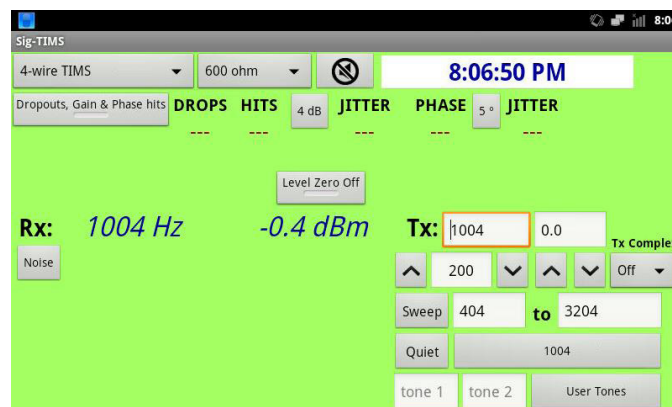 8:0
Sig-TIMS
4-wire TIMS 600 ohm 8:06:50 PM
Dropouts, Gain & Phase hits DROPS HITS 4 dB JITTER PHASE 5 ° JITTER
--- --- --- --- ---
Level Zero Off
Rx: 1004 Hz -0.4 dBm Tx: 1004 0.0 Tx Comple
Noise 200 Off
Sweep 404 to 3204
Quiet 1004
tone 1 tone 2 User Tones